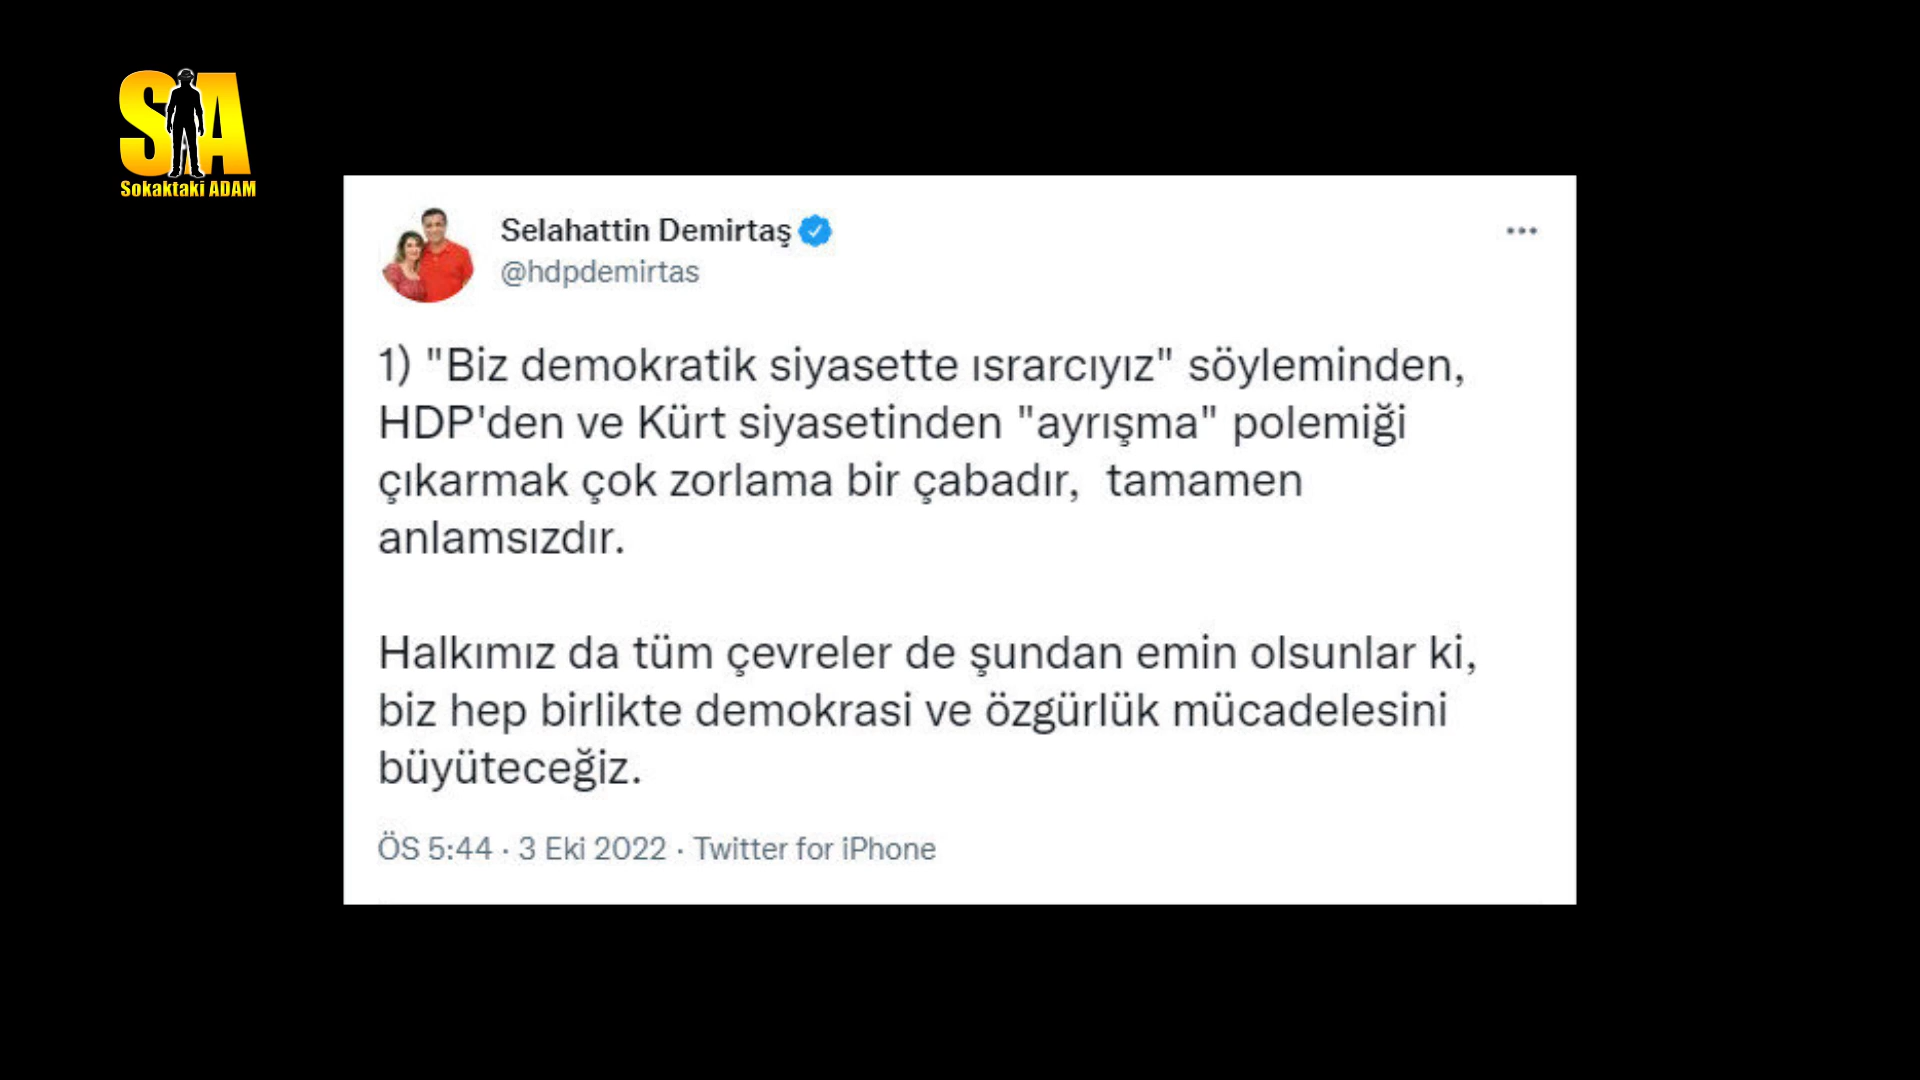 SA
Sokaktaki ADAM
Selahattin Demirtaş
@hdpdemirtas
1) "Biz demokratik siyasette ısrarcıyız" söyleminden,
HDP'den ve Kürt siyasetinden "ayrışma" polemiği
çıkarmak çok zorlama bir çabadır,  tamamen
anlamsızdır.
Halkımız da tüm çevreler de şundan emin olsunlar ki,
biz hep birlikte demokrasi ve özgürlük mücadelesini
büyüteceğiz.
ÖS 5:44 · 3 Eki 2022 · Twitter for iPhone